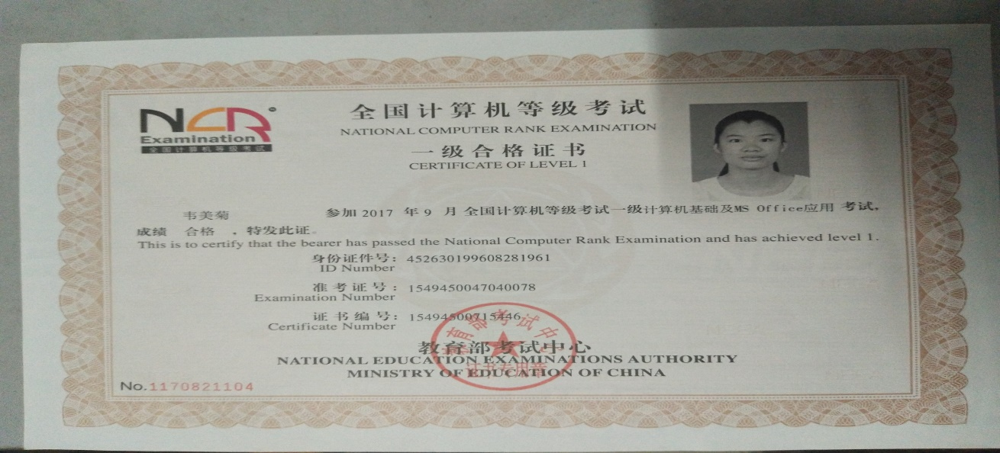 NCR
Examination
全国计算机等级考试
全国计算机等级考试
NATIONAL COMPUTER RANK EXAMINATION
一级合格证书
CERTIFICATE OF LEVEL 1
韦美菊 参加 2017 年 9 月 全国计算机等级考试一级计算机基础及MS Office应用 考试,
成绩 合格 ，特发此证。
This is to certify that the bearer has passed the National Computer Rank Examination and has achieved level 1.
身份证件号: 452630199608281961
ID Number
准考证号: 1549450047040078
Examination Number
证书编号: 15494500715446
Certificate Number
教育部考试中心
NATIONAL EDUCATION EXAMINATIONS AUTHORITY
MINISTRY OF EDUCATION OF CHINA
教育部考试中心
证书专用章
No.1170821104